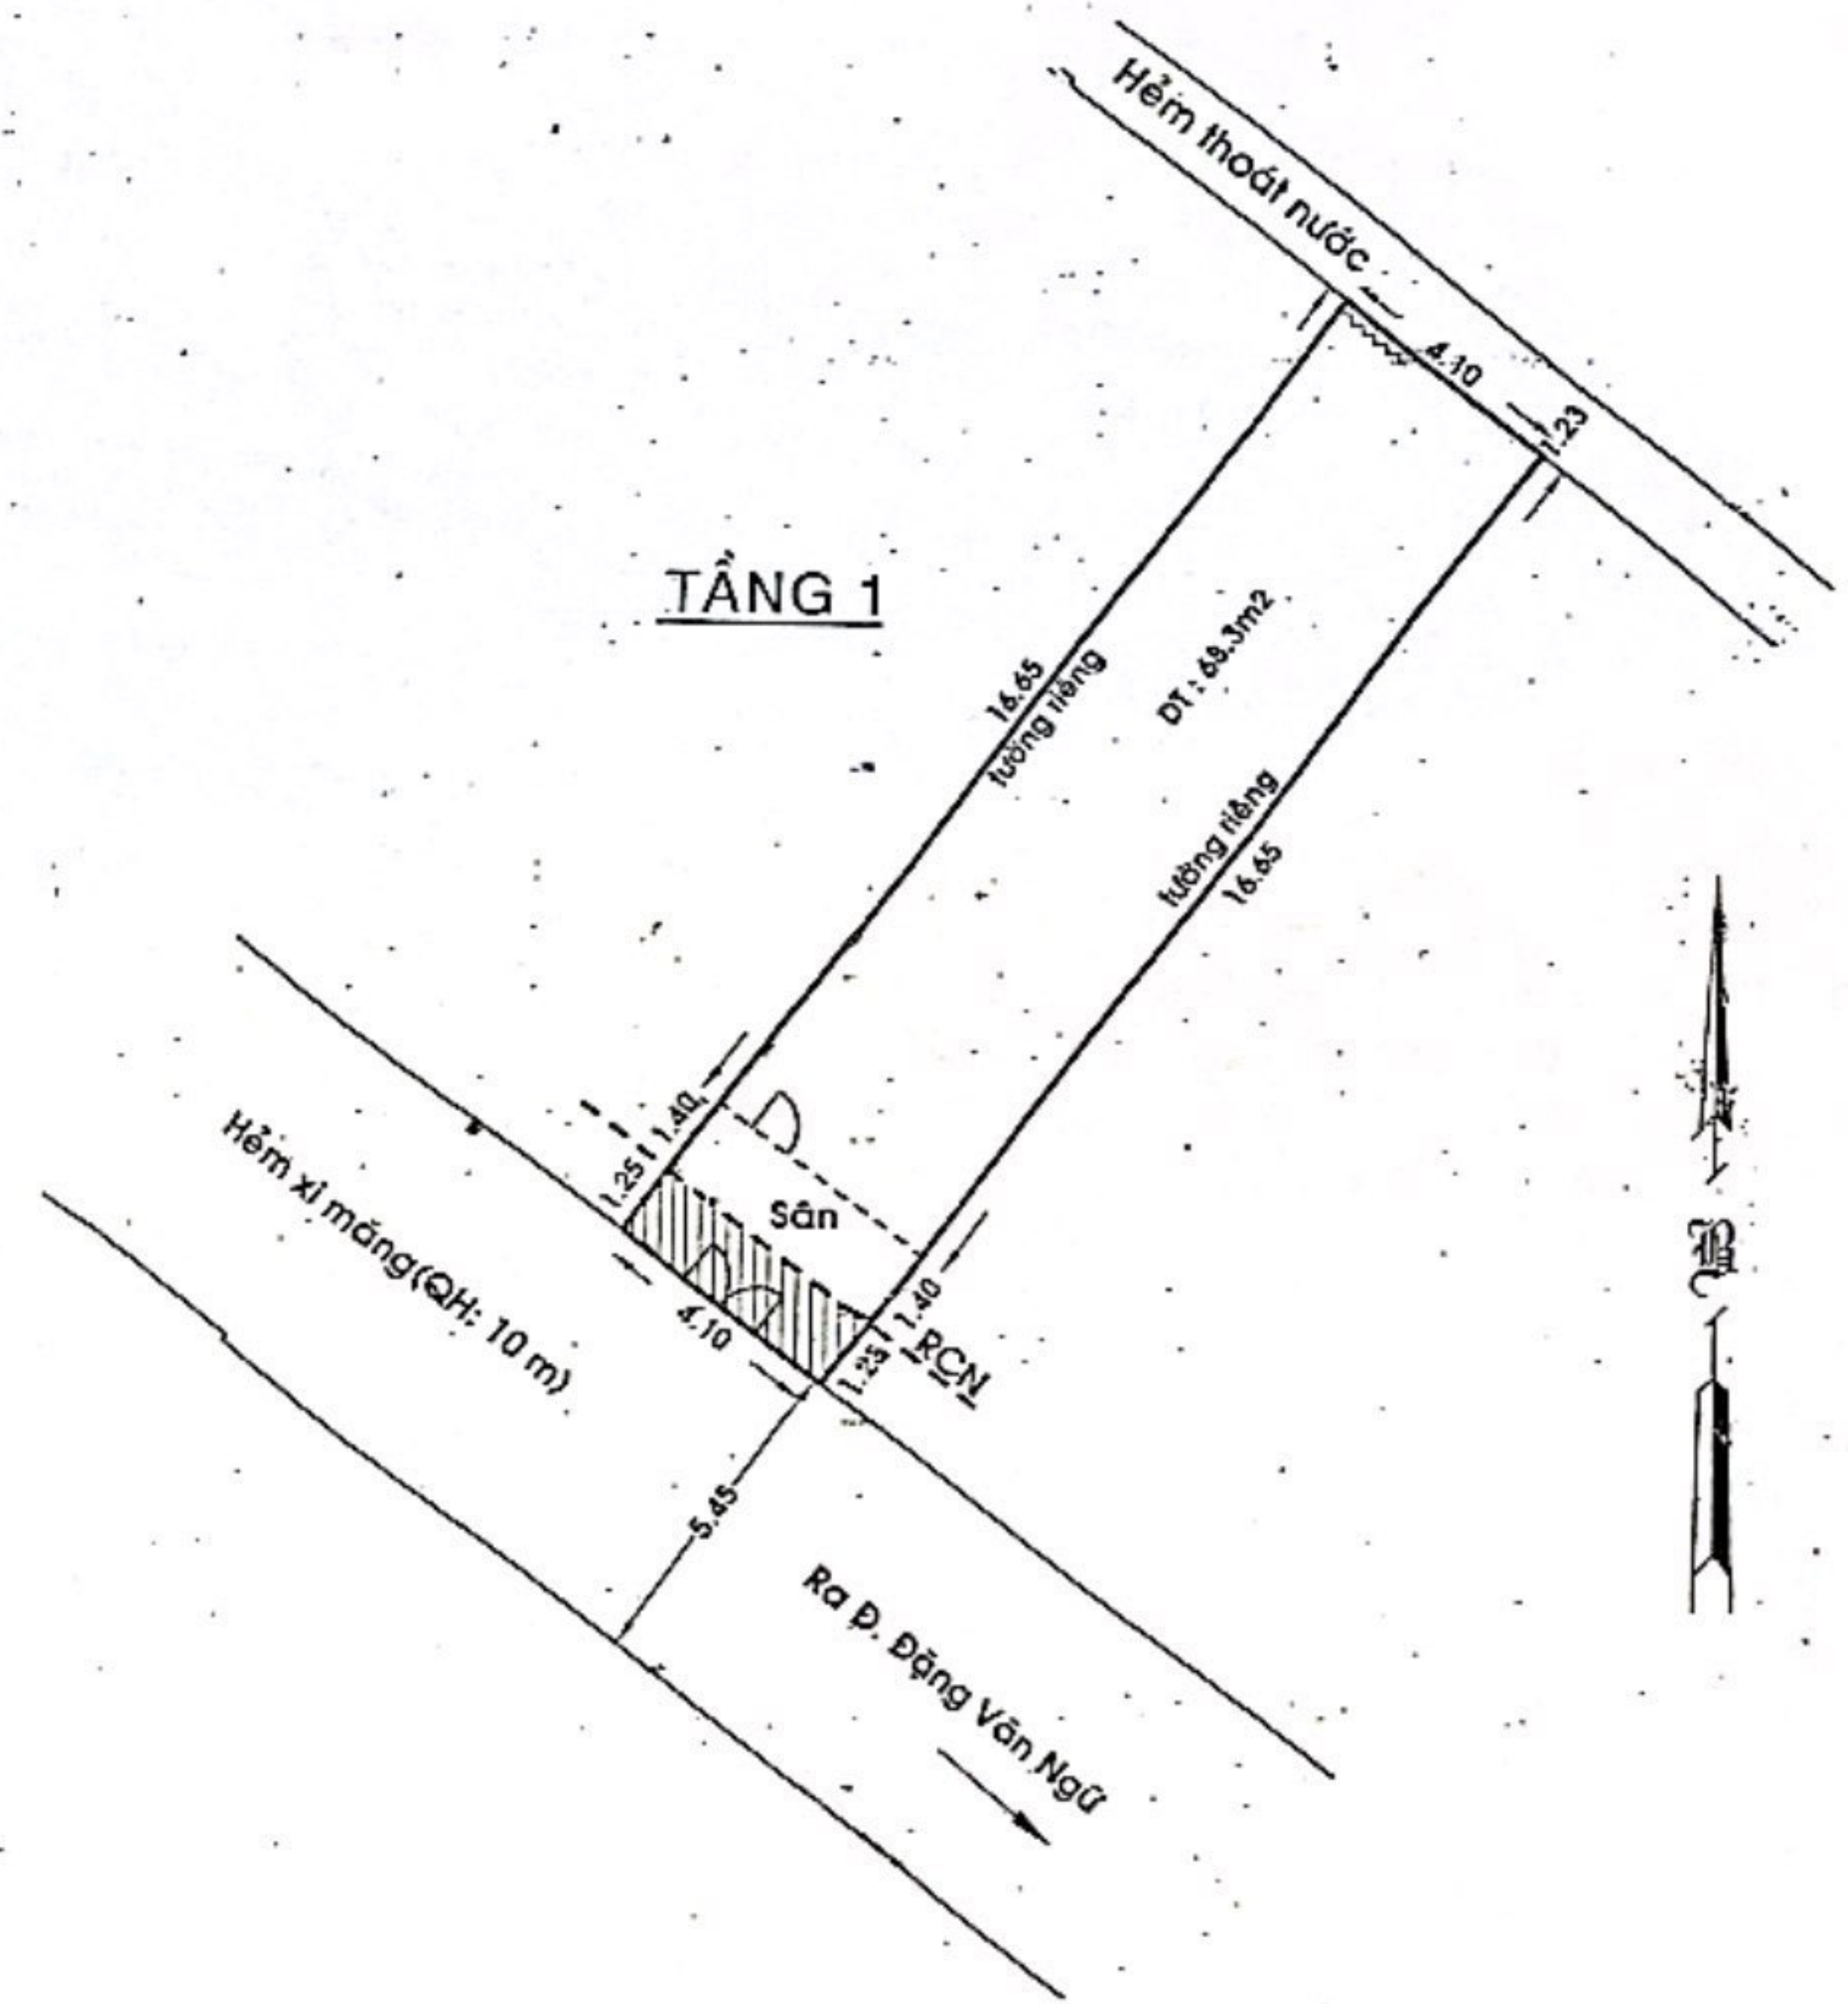 Hẻm thoát nước
4.10
1.23
TẦNG 1
16.65
tường riêng
DT : 68.3m2
tường riêng
16.65
1.40
1.25
Sân
Hẻm xi măng(QH: 10 m)
4.10
1.40
1.25
RCN
B
5.45
Ra Đ. Đặng Văn Ngữ